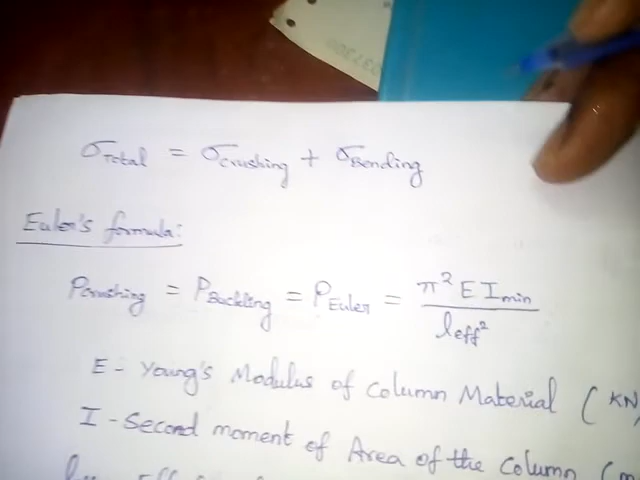 σTotal = σCrushing + σBending
Euler's formula:
PCrushing = PBuckling = PEuler = π² E Imin / leff²
E - Young's Modulus of Column Material (KN
I - Second moment of Area of the Column (m